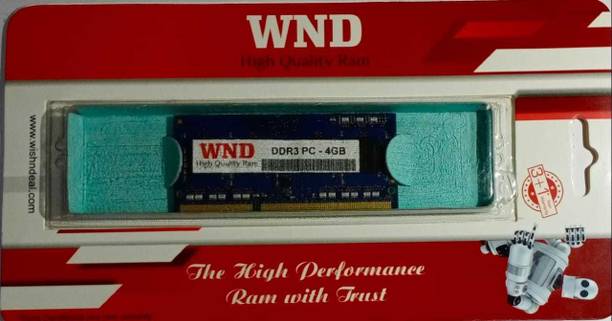 WND
High Quality Ram
www.wishndeal.com
WND
High Quality Ram
DDR3 PC - 4GB
3+
The High Performance
Ram with Trust